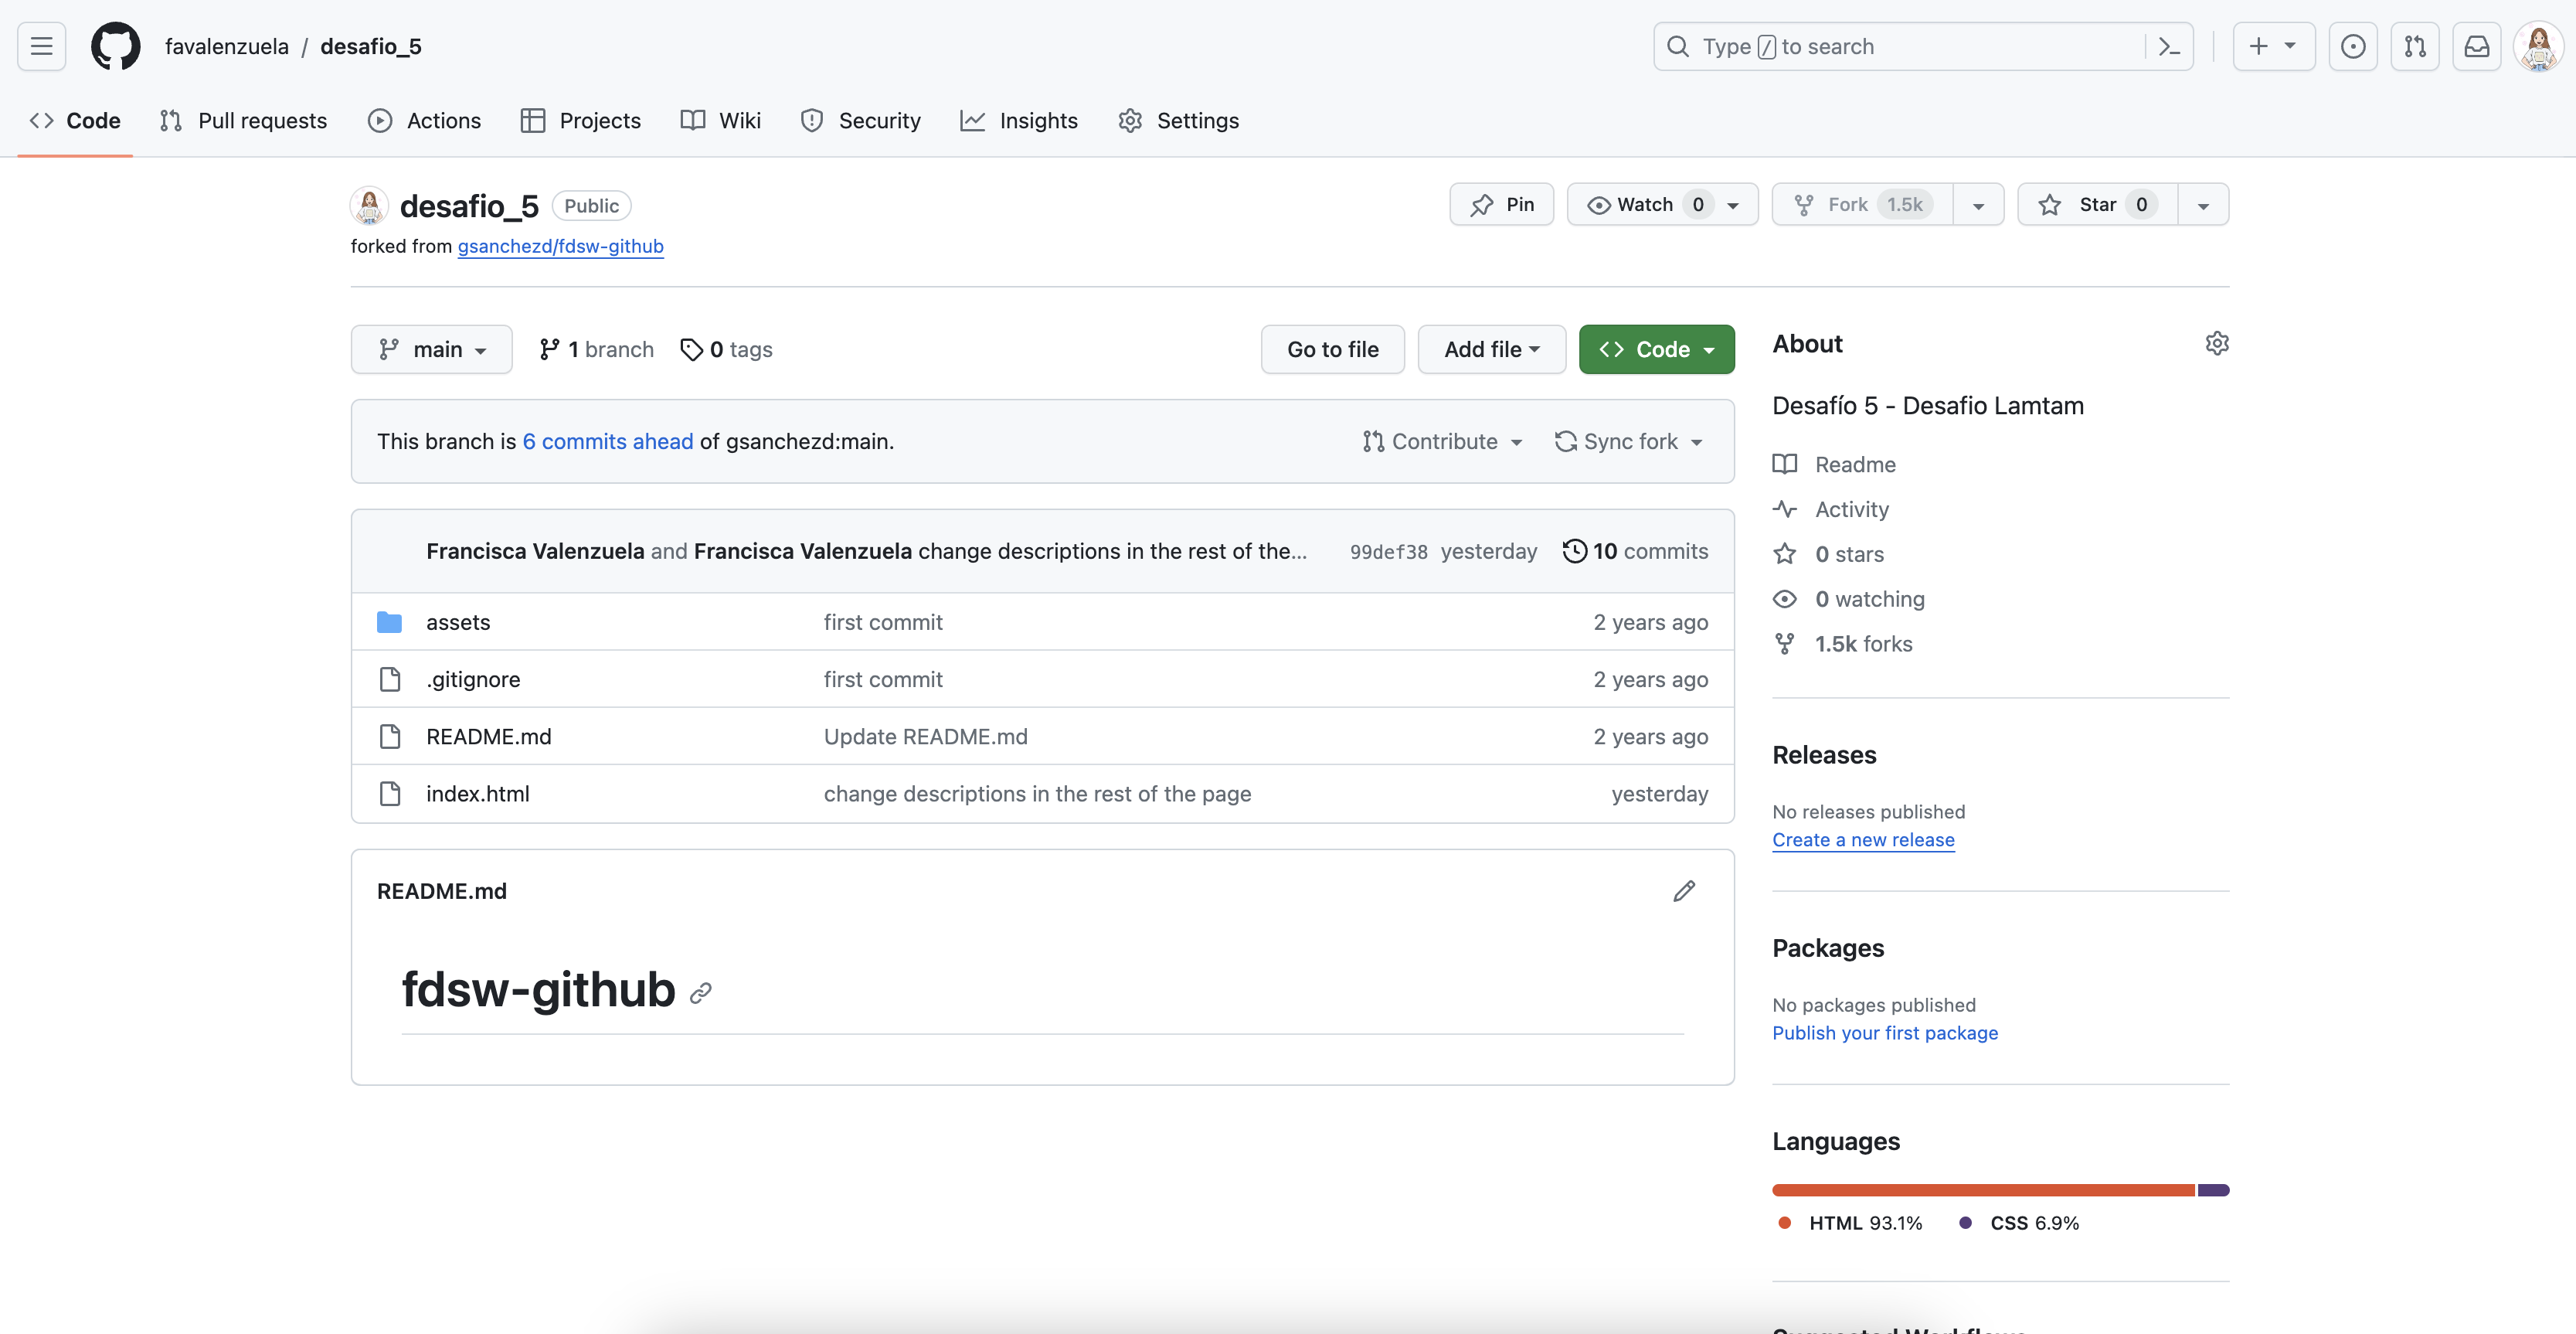 favalenzuela / desafio_5
Type / to search
Code Pull requests Actions Projects Wiki Security Insights Settings
desafio_5 Public
Pin Watch 0 Fork 1.5k Star 0
forked from gsanchezd/fdsw-github
main 1 branch 0 tags Go to file Add file Code
This branch is 6 commits ahead of gsanchezd:main. Contribute Sync fork
Francisca Valenzuela and Francisca Valenzuela change descriptions in the rest of the... 99def38 yesterday 10 commits
assets first commit 2 years ago
.gitignore first commit 2 years ago
README.md Update README.md 2 years ago
index.html change descriptions in the rest of the page yesterday
README.md
fdsw-github
About
Desafío 5 - Desafio Lamtam
Readme
Activity
0 stars
0 watching
1.5k forks
Releases
No releases published
Create a new release
Packages
No packages published
Publish your first package
Languages
HTML 93.1% CSS 6.9%